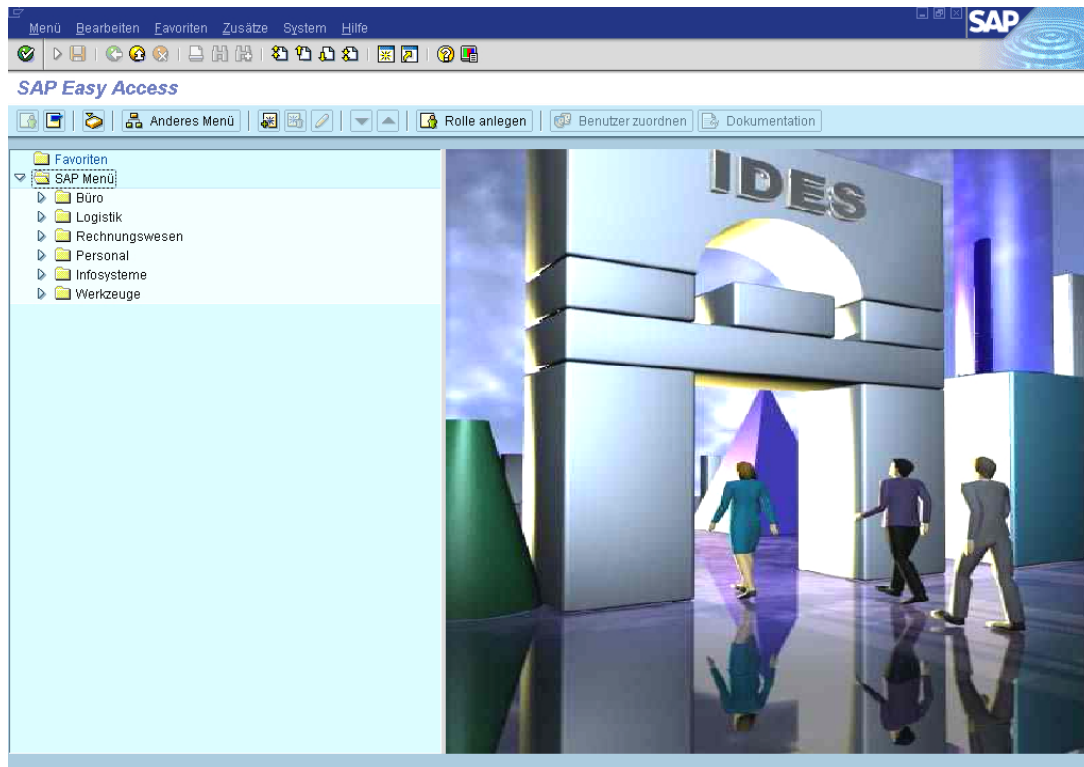 Menü Bearbeiten Favoriten Zusätze System Hilfe
SAP
SAP Easy Access
Anderes Menü Rolle anlegen Benutzer zuordnen Dokumentation
Favoriten
SAP Menü
Büro
Logistik
Rechnungswesen
Personal
Infosysteme
Werkzeuge
IDES